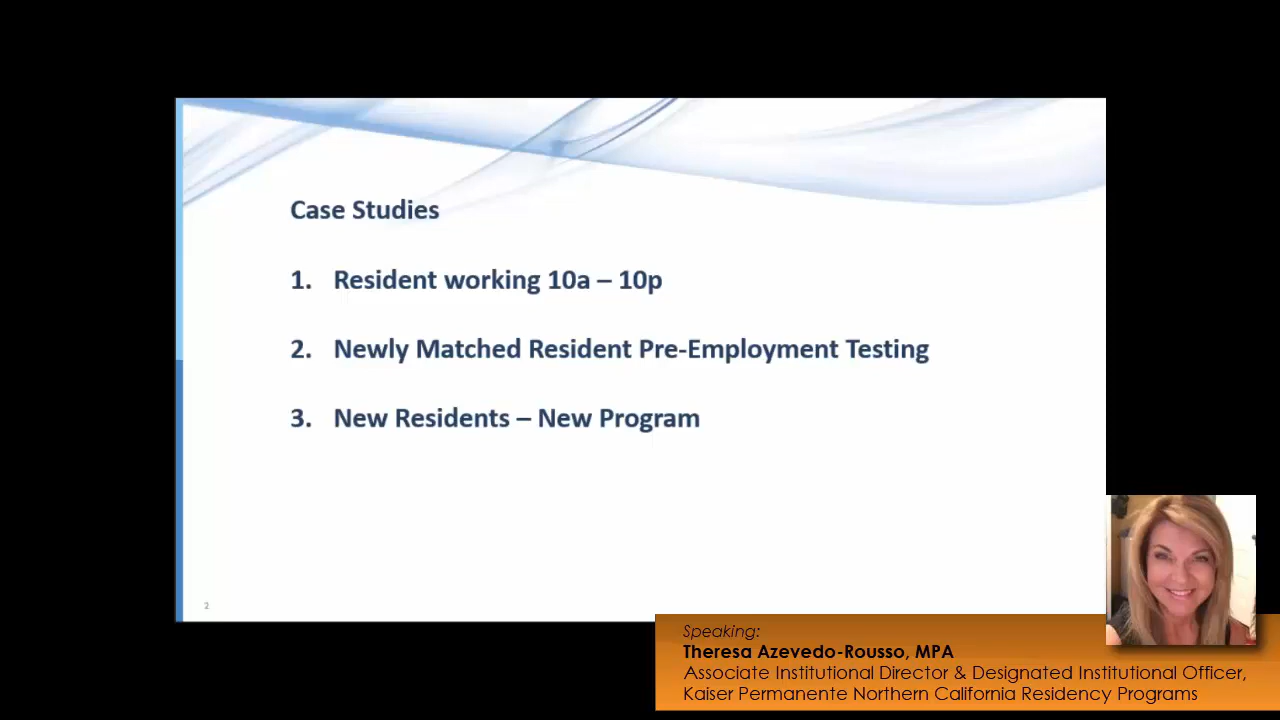 Case Studies
1. Resident working 10a – 10p
2. Newly Matched Resident Pre-Employment Testing
3. New Residents – New Program
2
Speaking:
Theresa Azevedo-Rousso, MPA
Associate Institutional Director & Designated Institutional Officer,
Kaiser Permanente Northern California Residency Programs